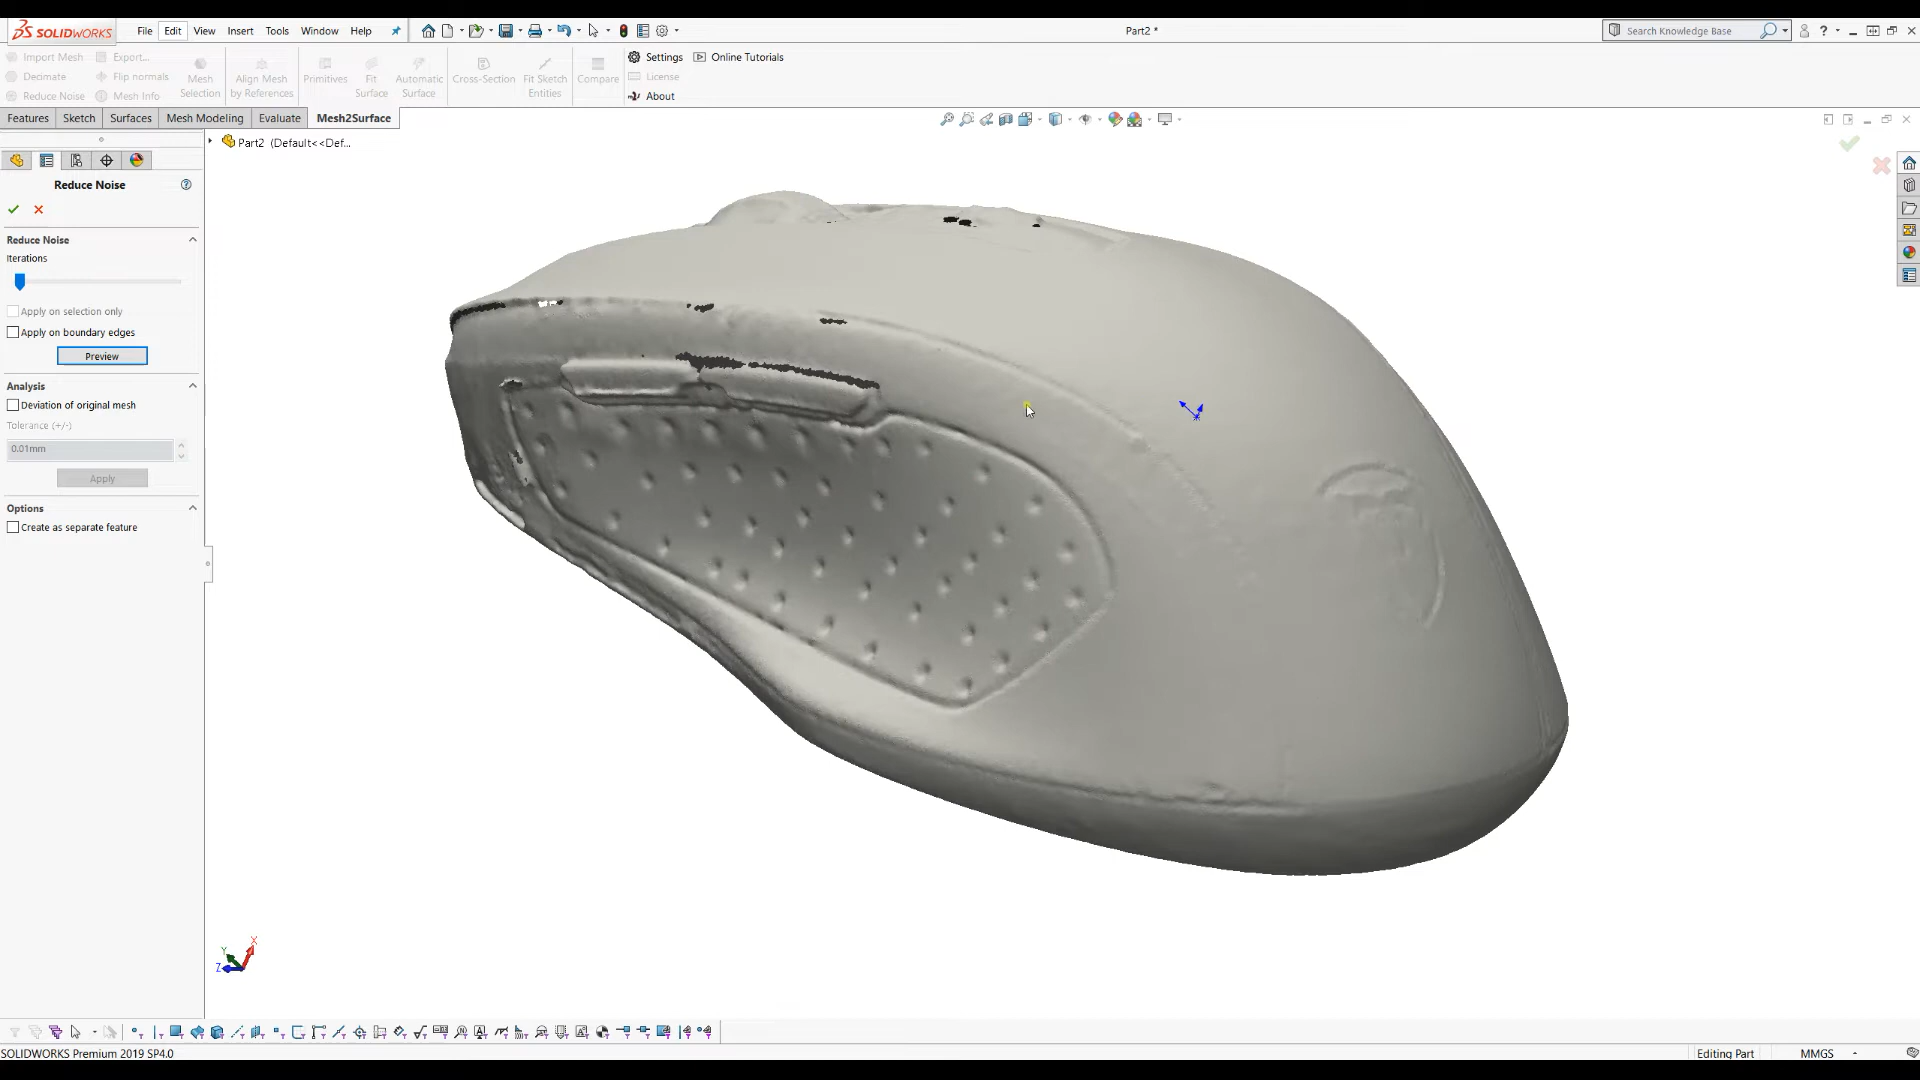 SOLIDWORKS File Edit View Insert Tools Window Help Part2 * Search Knowledge Base
Import Mesh Export... Settings Online Tutorials
Decimate Flip normals Mesh Selection Align Mesh by References Primitives Fit Surface Automatic Surface Cross-Section Fit Sketch Entities Compare License
Reduce Noise Mesh Info About
Features Sketch Surfaces Mesh Modeling Evaluate Mesh2Surface
Part2 (Default<<Def...
Reduce Noise
Reduce Noise
Iterations
Apply on selection only
Apply on boundary edges
Preview
Analysis
Deviation of original mesh
Tolerance (+/-)
0.01mm
Apply
Options
Create as separate feature
X
Y
Z
SOLIDWORKS Premium 2019 SP4.0 Editing Part MMGS